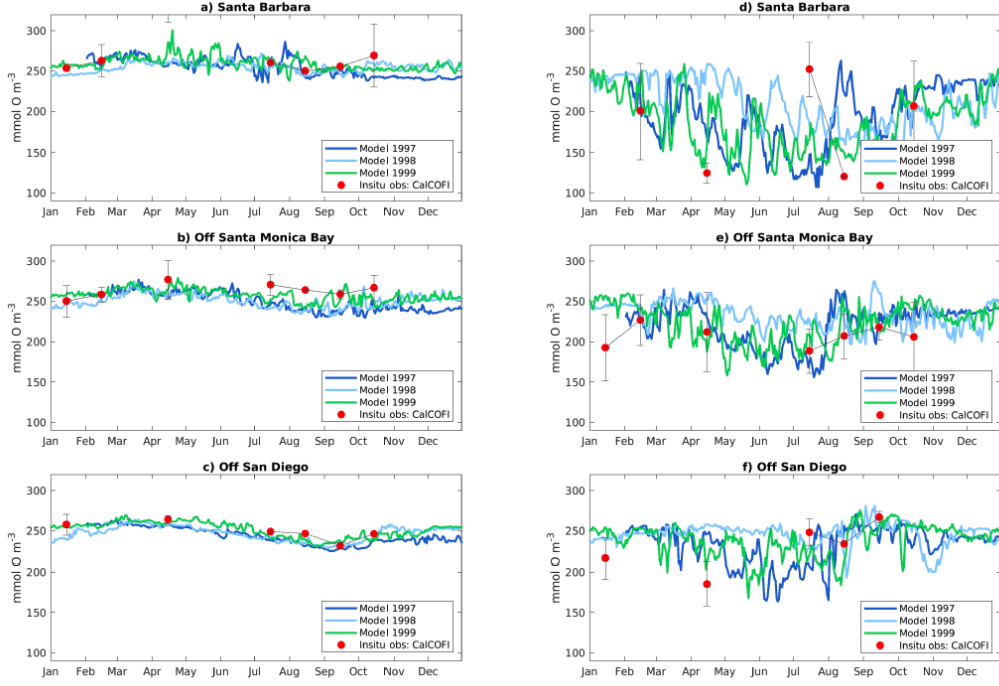 a) Santa Barbara
300
250
200
150
100
mmol O m⁻³
Model 1997
Model 1998
Model 1999
Insitu obs: CalCOFI
Jan Feb Mar Apr May Jun Jul Aug Sep Oct Nov Dec
b) Off Santa Monica Bay
300
250
200
150
100
mmol O m⁻³
Model 1997
Model 1998
Model 1999
Insitu obs: CalCOFI
Jan Feb Mar Apr May Jun Jul Aug Sep Oct Nov Dec
c) Off San Diego
300
250
200
150
100
mmol O m⁻³
Model 1997
Model 1998
Model 1999
Insitu obs: CalCOFI
Jan Feb Mar Apr May Jun Jul Aug Sep Oct Nov Dec
d) Santa Barbara
300
250
200
150
100
mmol O m⁻³
Model 1997
Model 1998
Model 1999
Insitu obs: CalCOFI
Jan Feb Mar Apr May Jun Jul Aug Sep Oct Nov Dec
e) Off Santa Monica Bay
300
250
200
150
100
mmol O m⁻³
Model 1997
Model 1998
Model 1999
Insitu obs: CalCOFI
Jan Feb Mar Apr May Jun Jul Aug Sep Oct Nov Dec
f) Off San Diego
300
250
200
150
100
mmol O m⁻³
Model 1997
Model 1998
Model 1999
Insitu obs: CalCOFI
Jan Feb Mar Apr May Jun Jul Aug Sep Oct Nov Dec